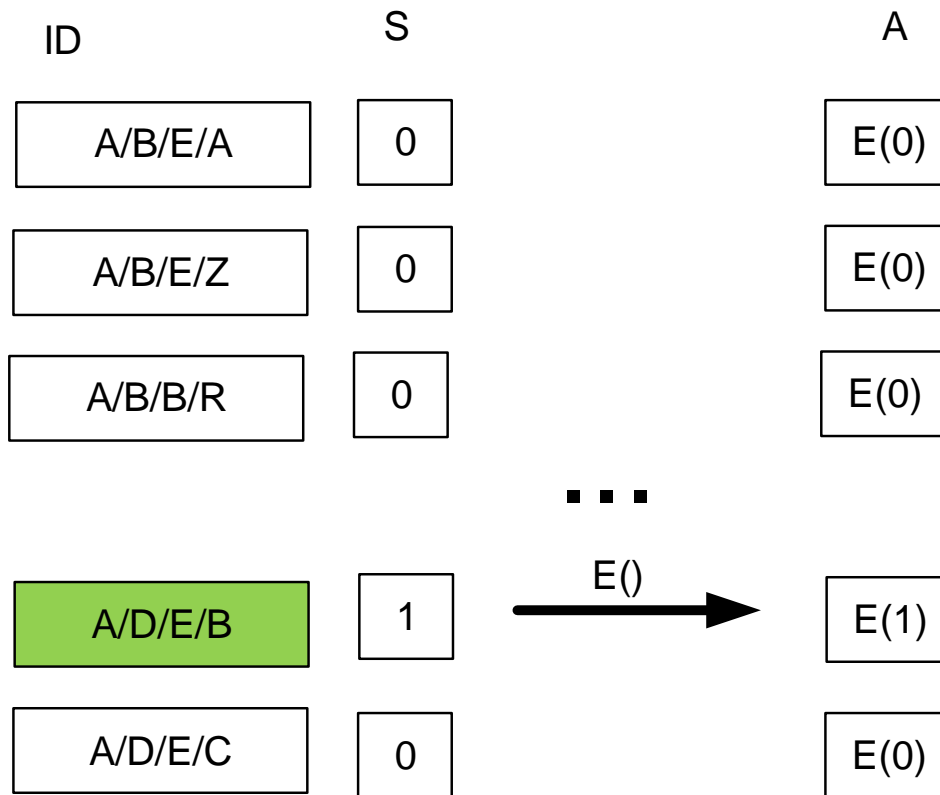 ID S A
A/B/E/A 0 E(0)
A/B/E/Z 0 E(0)
A/B/B/R 0 E(0)
...
E()
A/D/E/B 1 E(1)
A/D/E/C 0 E(0)